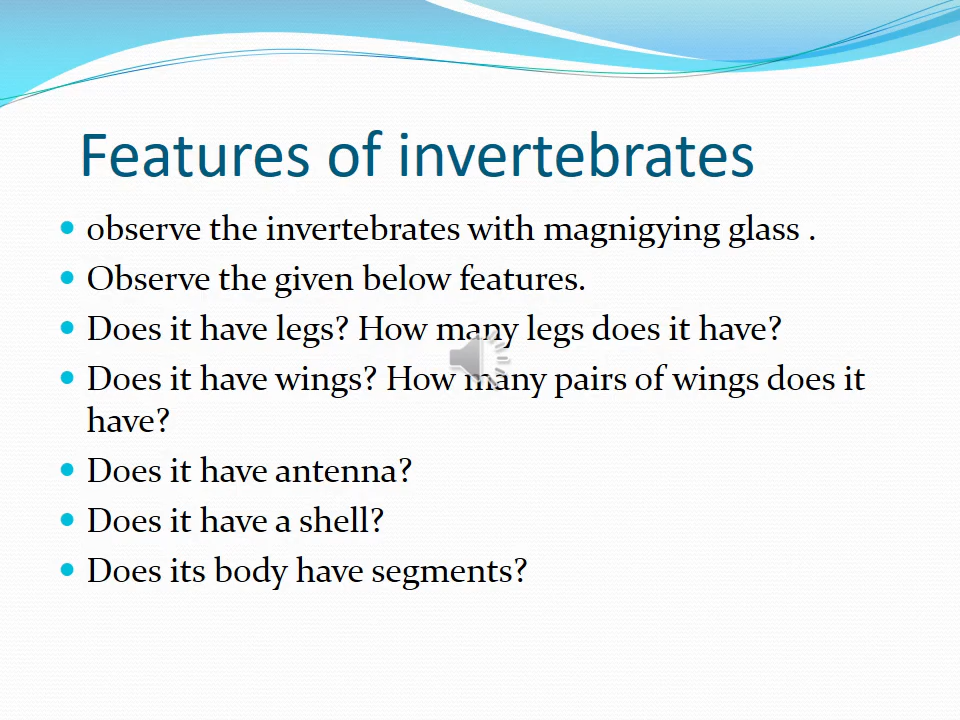 Features of invertebrates
observe the invertebrates with magnigying glass .
Observe the given below features.
Does it have legs? How many legs does it have?
Does it have wings? How many pairs of wings does it
have?
Does it have antenna?
Does it have a shell?
Does its body have segments?